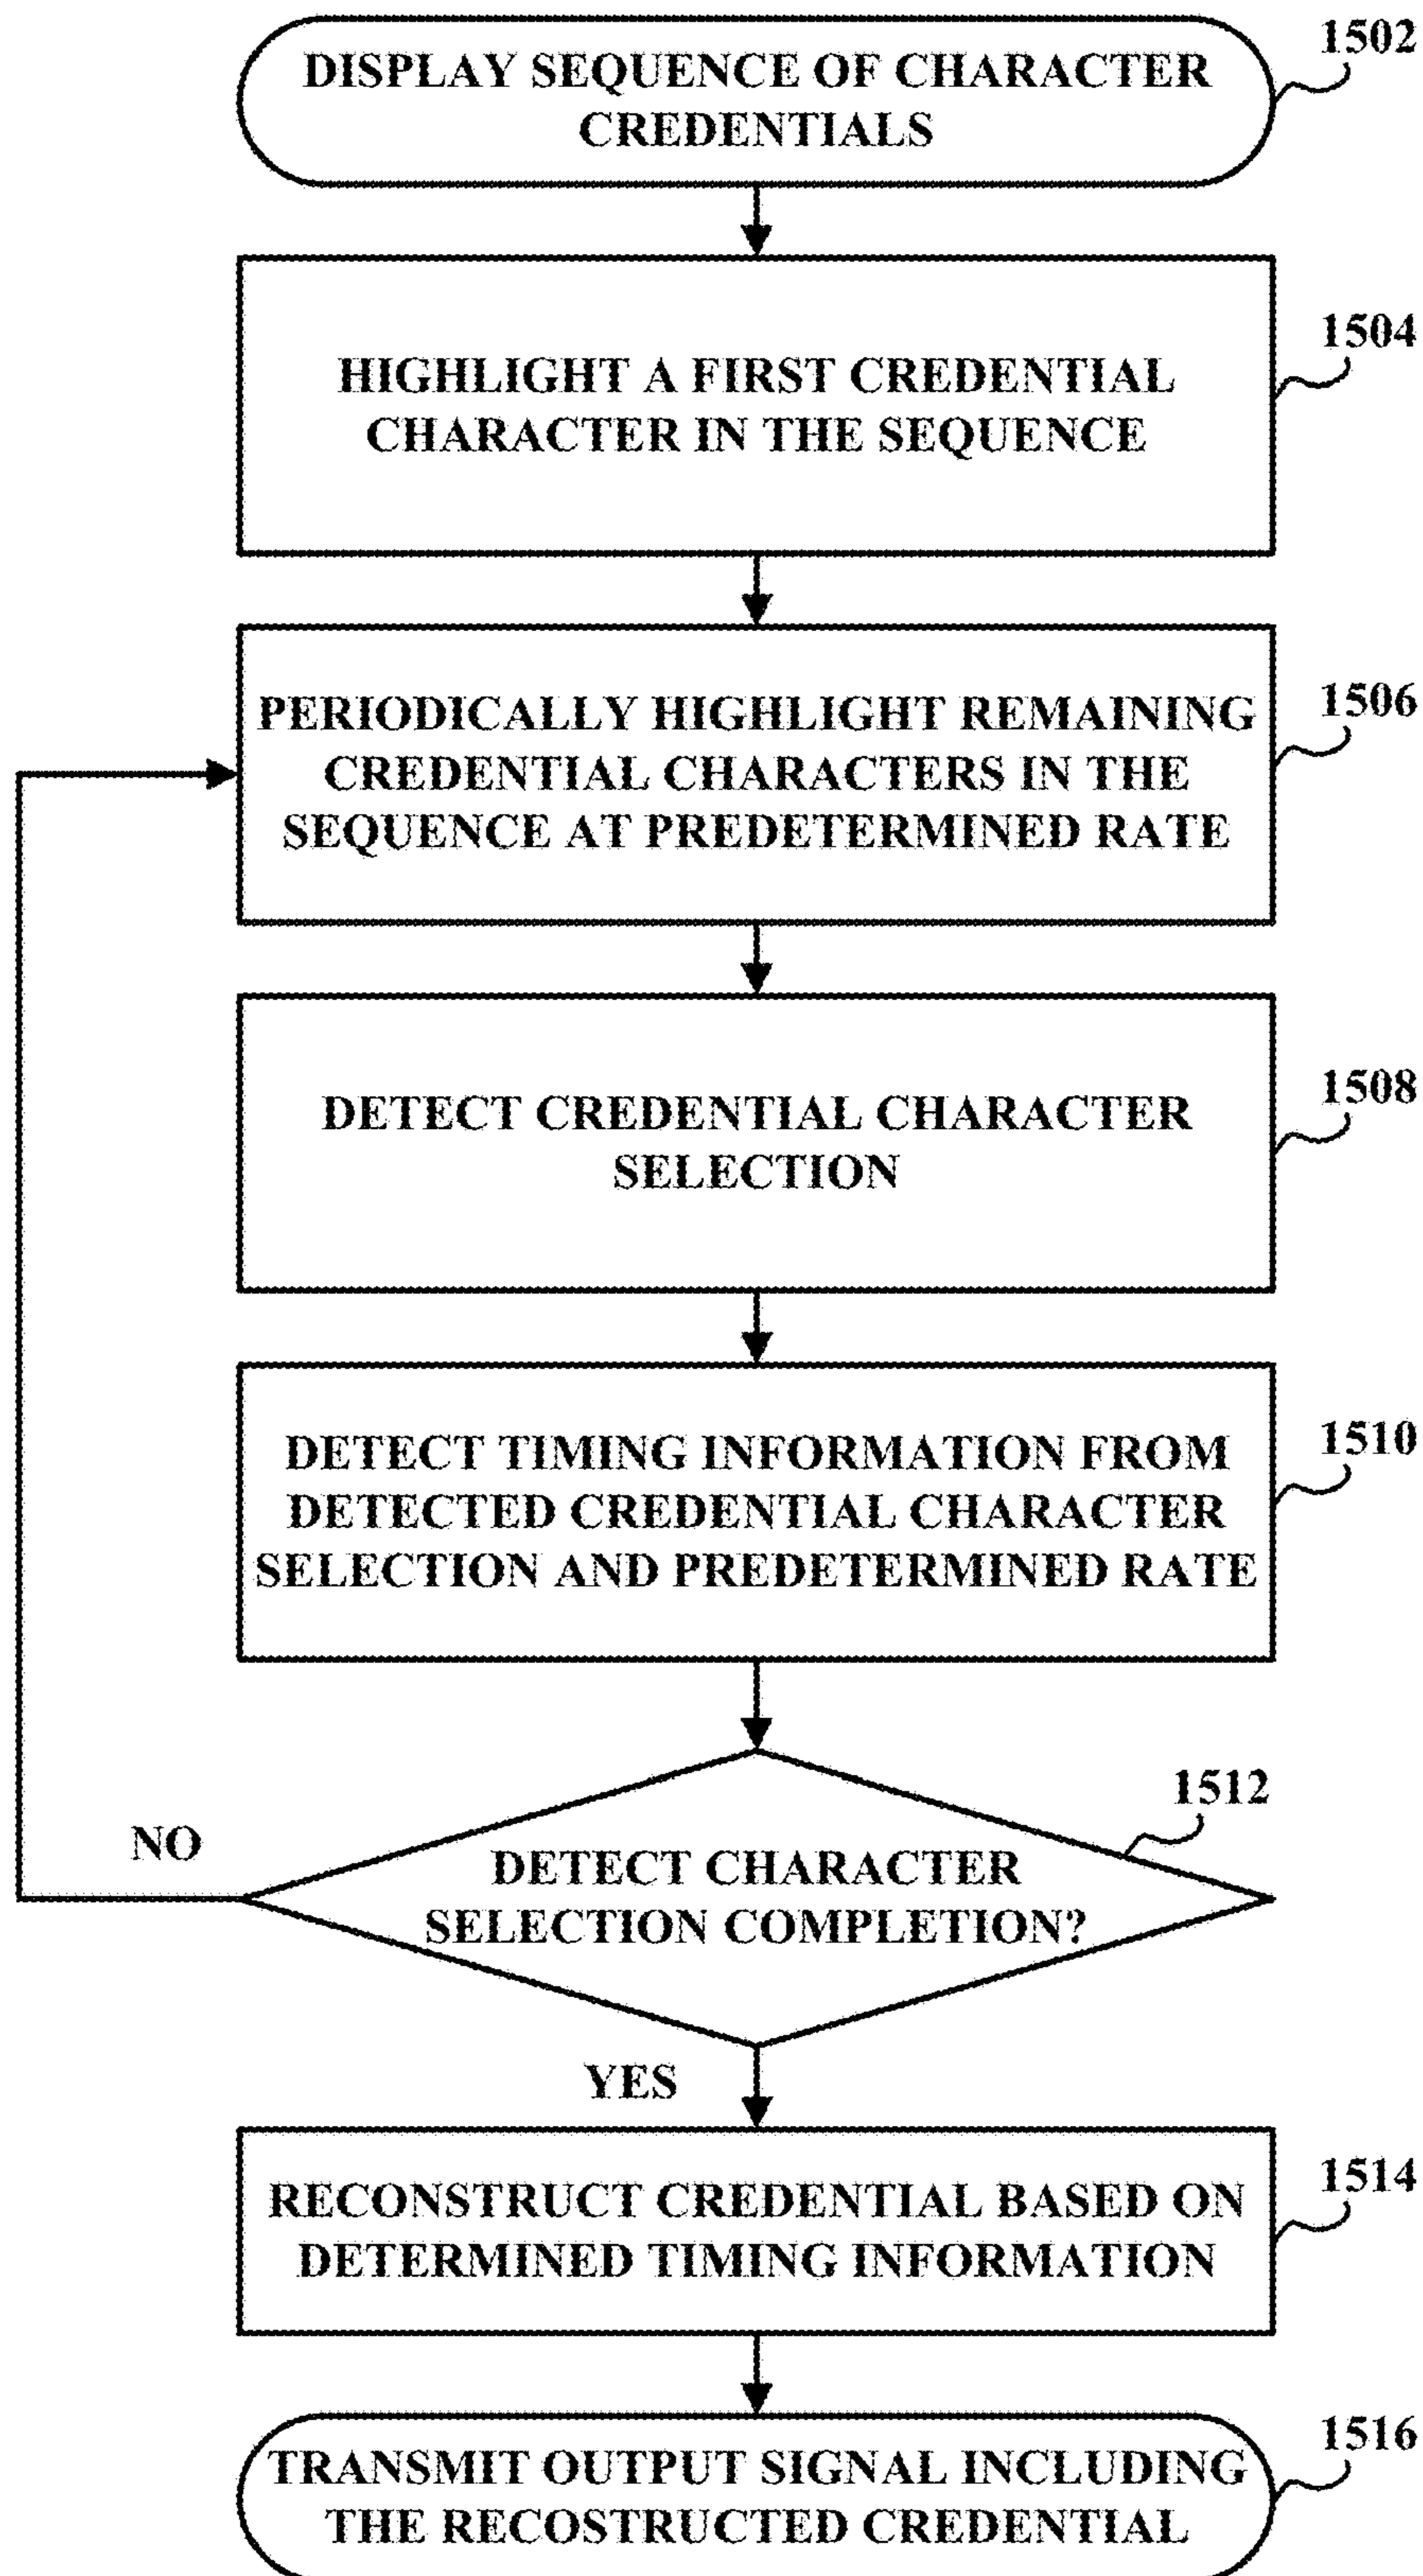 DISPLAY SEQUENCE OF CHARACTER
CREDENTIALS
1502
HIGHLIGHT A FIRST CREDENTIAL
CHARACTER IN THE SEQUENCE
1504
PERIODICALLY HIGHLIGHT REMAINING
CREDENTIAL CHARACTERS IN THE
SEQUENCE AT PREDETERMINED RATE
1506
DETECT CREDENTIAL CHARACTER
SELECTION
1508
DETECT TIMING INFORMATION FROM
DETECTED CREDENTIAL CHARACTER
SELECTION AND PREDETERMINED RATE
1510
DETECT CHARACTER
SELECTION COMPLETION?
1512
NO
YES
RECONSTRUCT CREDENTIAL BASED ON
DETERMINED TIMING INFORMATION
1514
TRANSMIT OUTPUT SIGNAL INCLUDING
THE RECOSTRUCTED CREDENTIAL
1516